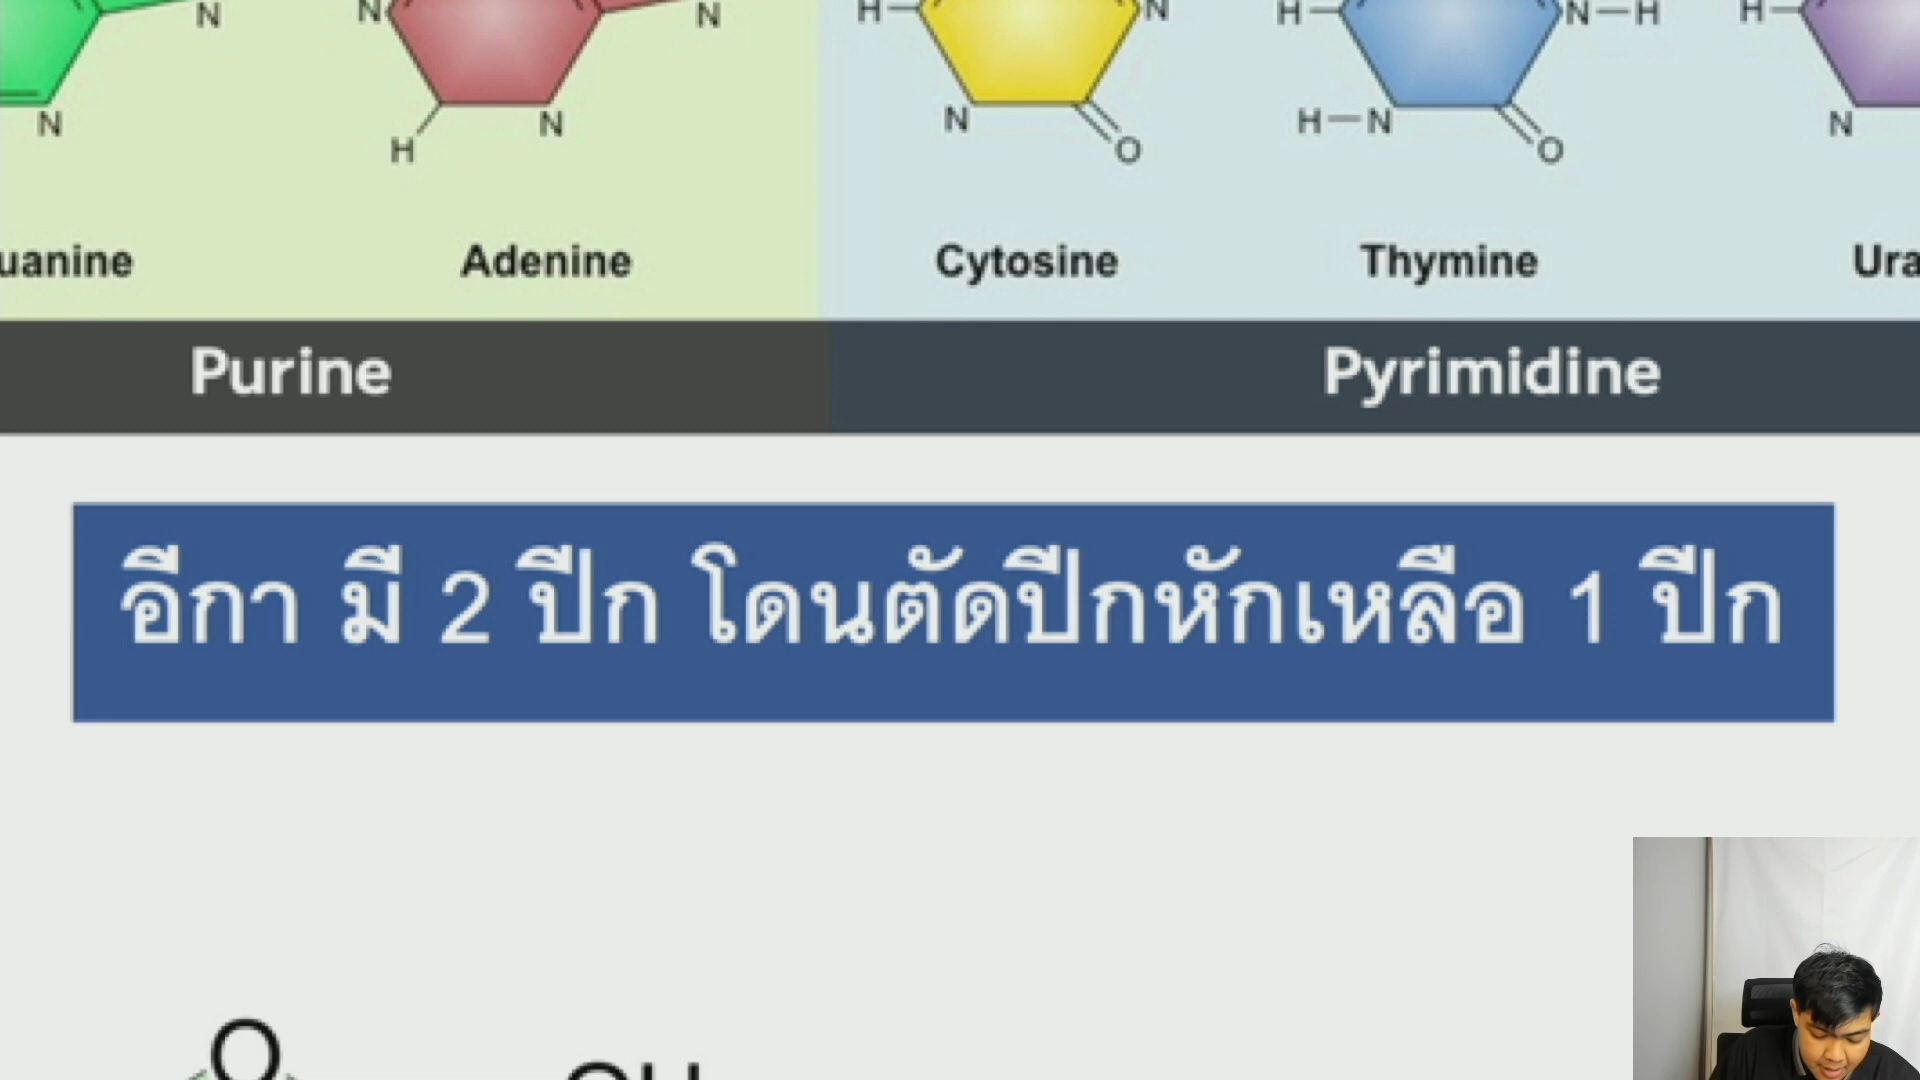 N N N H N H N H
N H N N O H N O N
uanine Adenine Cytosine Thymine Ura
Purine Pyrimidine
อีกา มี 2 ปีก โดนตัดปีกหักเหลือ 1 ปีก
O OH